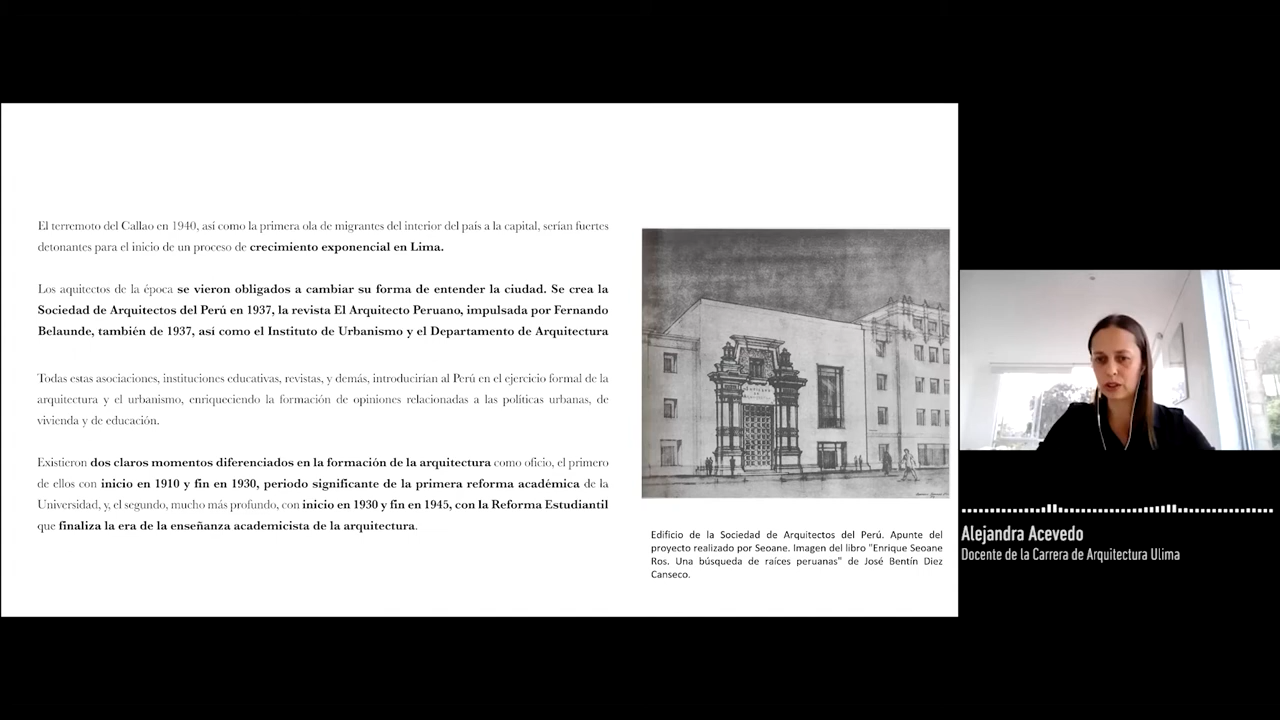 El terremoto del Callao en 1940, así como la primera ola de migrantes del interior del país a la capital, serían fuertes
detonantes para el inicio de un proceso de crecimiento exponencial en Lima.
Los aquitectos de la época se vieron obligados a cambiar su forma de entender la ciudad. Se crea la
Sociedad de Arquitectos del Perú en 1937, la revista El Arquitecto Peruano, impulsada por Fernando
Belaunde, también de 1937, así como el Instituto de Urbanismo y el Departamento de Arquitectura
Todas estas asociaciones, instituciones educativas, revistas, y demás, introducirían al Perú en el ejercicio formal de la
arquitectura y el urbanismo, enriqueciendo la formación de opiniones relacionadas a las políticas urbanas, de
vivienda y de educación.
Existieron dos claros momentos diferenciados en la formación de la arquitectura como oficio, el primero
de ellos con inicio en 1910 y fin en 1930, periodo significante de la primera reforma académica de la
Universidad, y, el segundo, mucho más profundo, con inicio en 1930 y fin en 1945, con la Reforma Estudiantil
que finaliza la era de la enseñanza academicista de la arquitectura.
Edificio de la Sociedad de Arquitectos del Perú. Apunte del
proyecto realizado por Seoane. Imagen del libro "Enrique Seoane
Ros. Una búsqueda de raíces peruanas" de José Bentín Diez
Canseco.
Alejandra Acevedo
Docente de la Carrera de Arquitectura Ulima